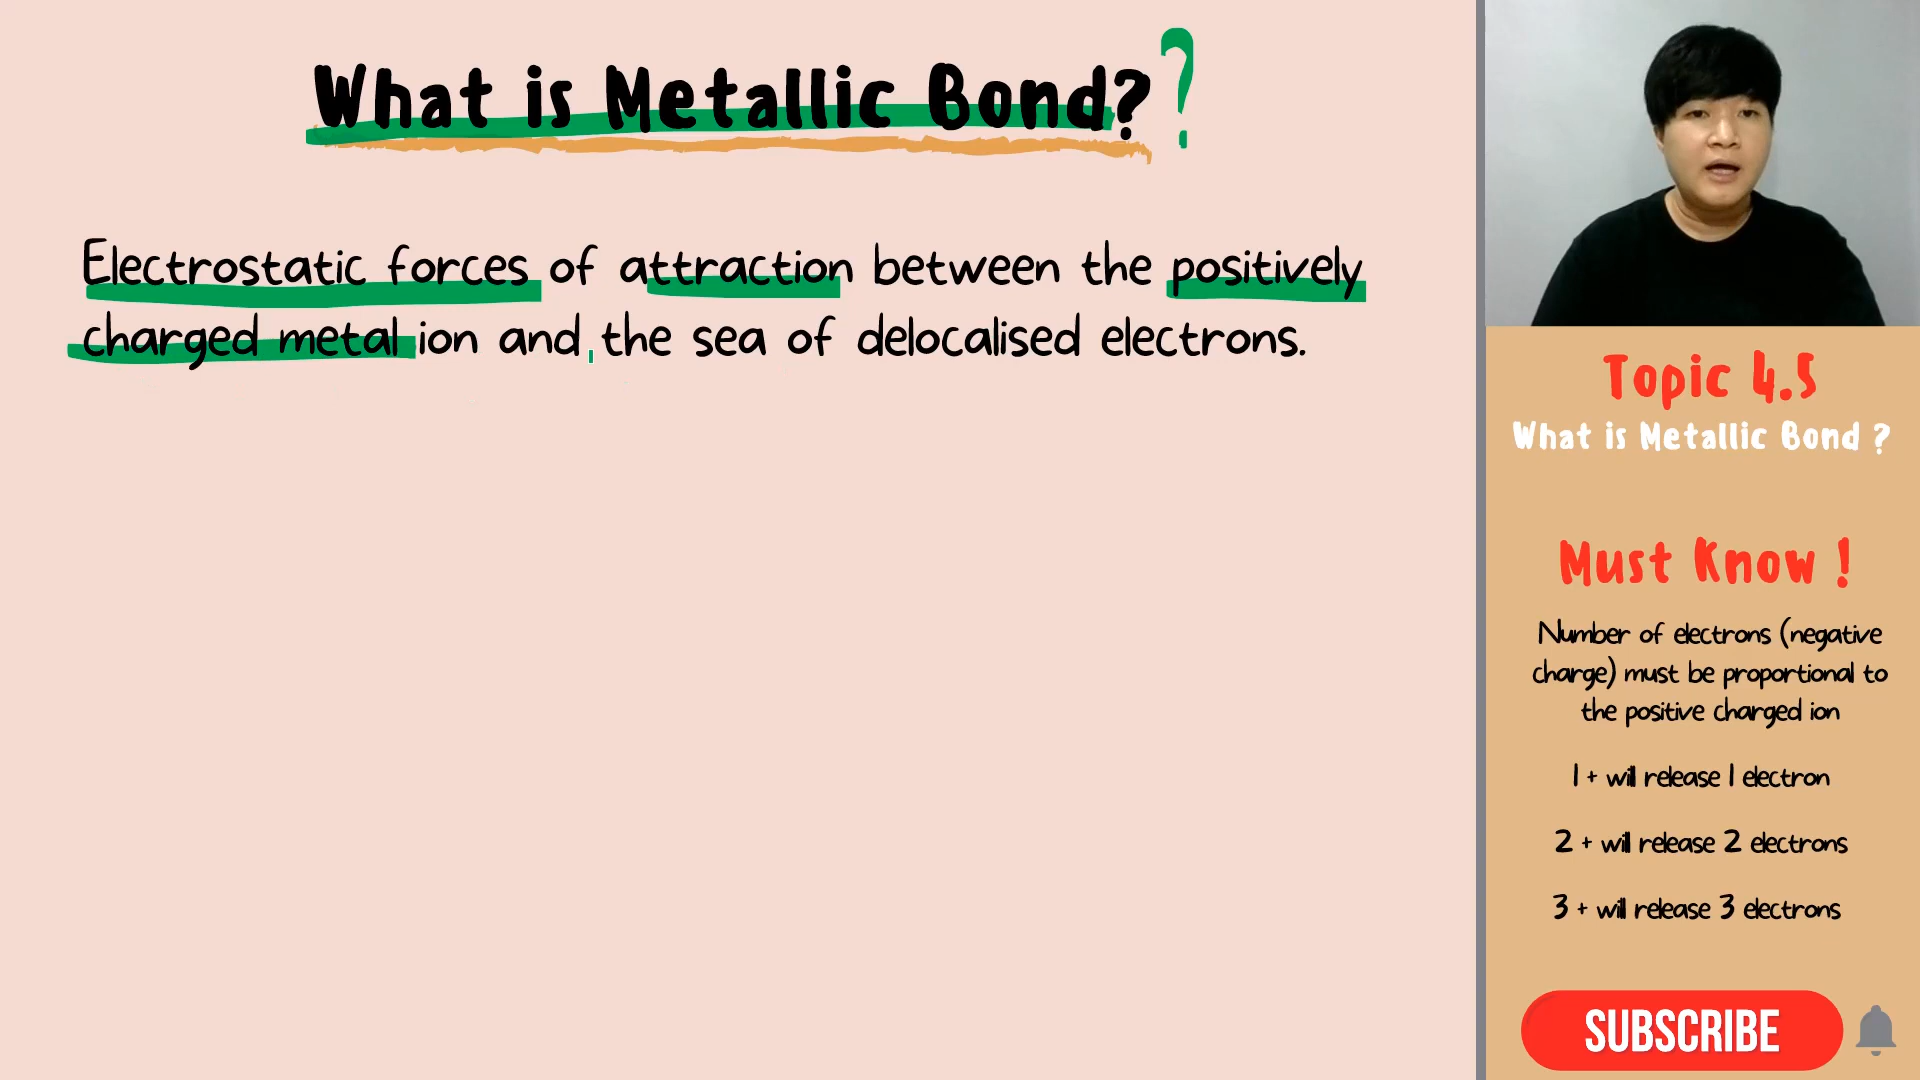 What is Metallic Bond?
?
Electrostatic forces of attraction between the positively
charged metal ion and the sea of delocalised electrons.
Topic 4.5
What is Metallic Bond ?
Must Know !
Number of electrons (negative
charge) must be proportional to
the positive charged ion
1 + will release 1 electron
2 + will release 2 electrons
3 + will release 3 electrons
SUBSCRIBE